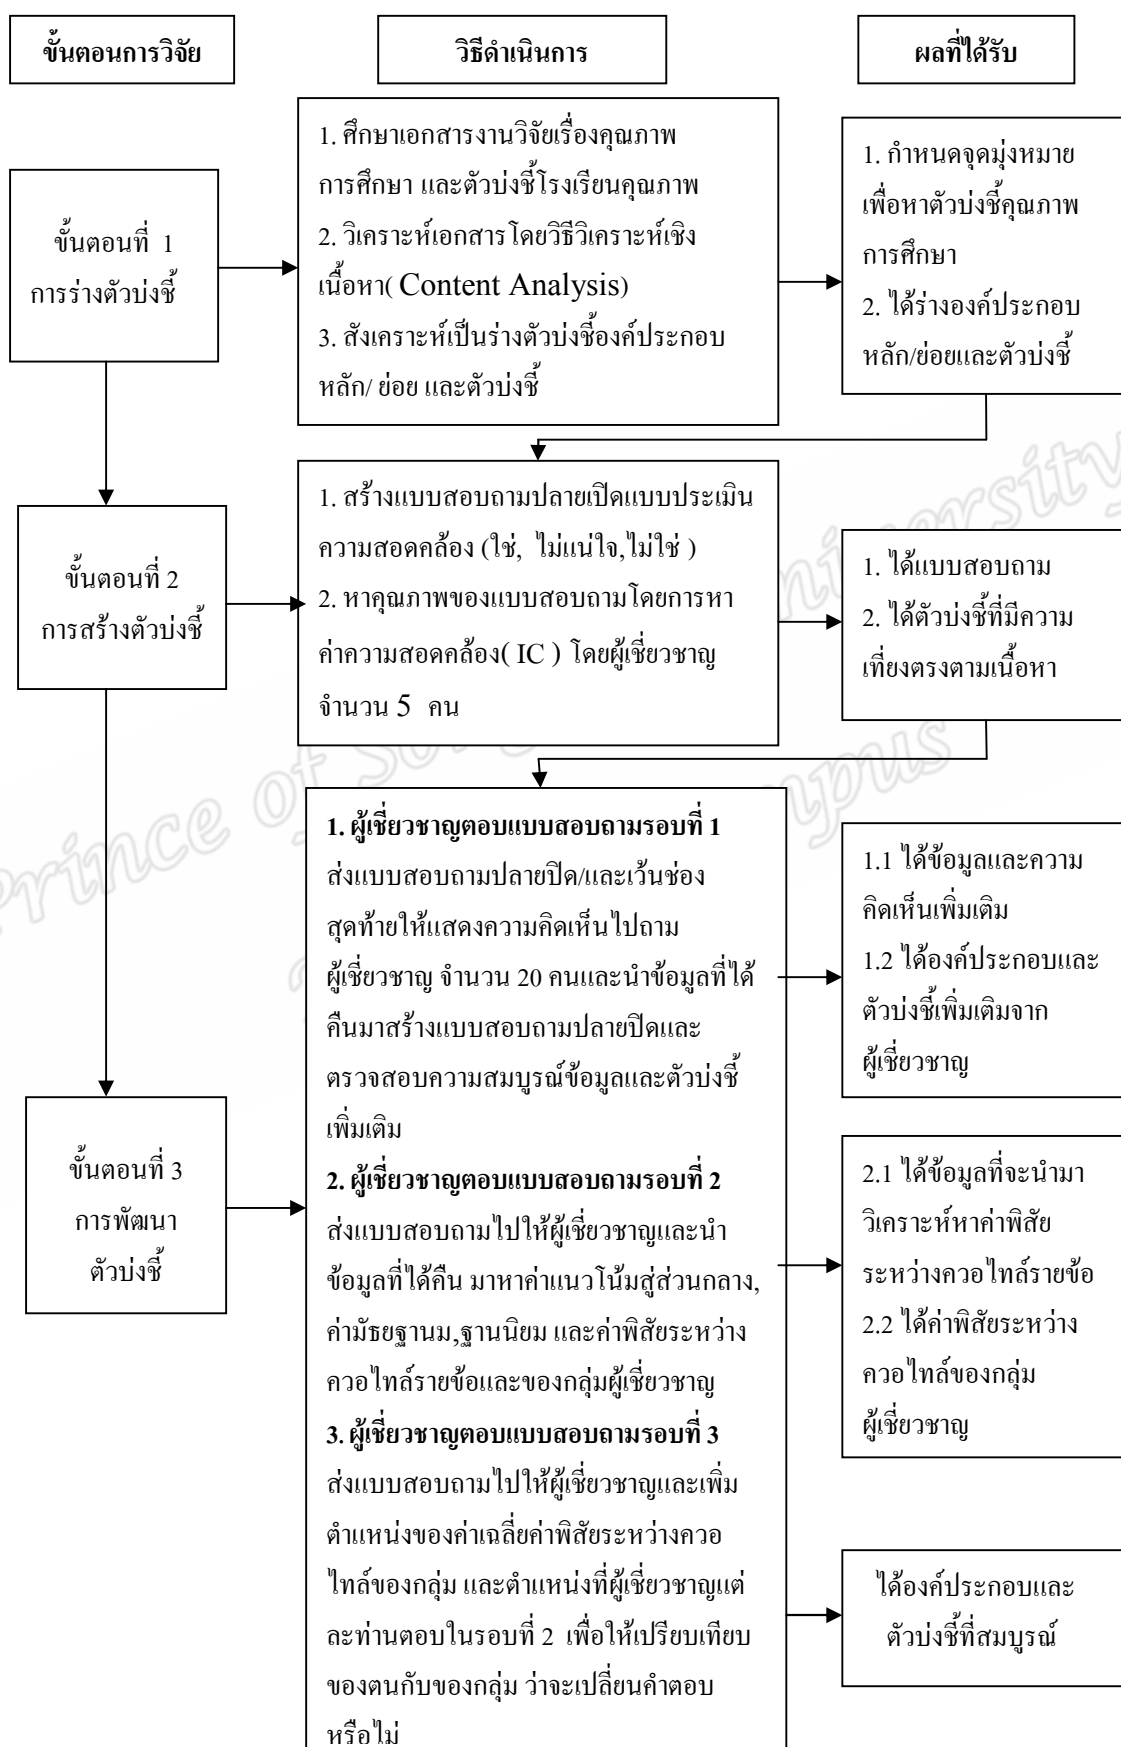 ขั้นตอนการวิจัย
วิธีดำเนินการ
ผลที่ได้รับ
ขั้นตอนที่  1
การร่างตัวบ่งชี้
1. ศึกษาเอกสารงานวิจัยเรื่องคุณภาพ
การศึกษา และตัวบ่งชี้โรงเรียนคุณภาพ
2. วิเคราะห์เอกสารโดยวิธีวิเคราะห์เชิง
เนื้อหา( Content Analysis)
3. สังเคราะห์เป็นร่างตัวบ่งชี้องค์ประกอบ
หลัก/ ย่อย และตัวบ่งชี้
1. กำหนดจุดมุ่งหมาย
เพื่อหาตัวบ่งชี้คุณภาพ
การศึกษา
2. ได้ร่างองค์ประกอบ
หลัก/ย่อยและตัวบ่งชี้
ขั้นตอนที่ 2
การสร้างตัวบ่งชี้
1. สร้างแบบสอบถามปลายเปิดแบบประเมิน
ความสอดคล้อง (ใช่,  ไม่แน่ใจ,ไม่ใช่ )
2. หาคุณภาพของแบบสอบถามโดยการหา
ค่าความสอดคล้อง( IC )  โดยผู้เชี่ยวชาญ
จำนวน 5  คน
1. ได้แบบสอบถาม
2. ได้ตัวบ่งชี้ที่มีความ
เที่ยงตรงตามเนื้อหา
ขั้นตอนที่ 3
การพัฒนา
ตัวบ่งชี้
1. ผู้เชี่ยวชาญตอบแบบสอบถามรอบที่ 1
ส่งแบบสอบถามปลายปิด/และเว้นช่อง
สุดท้ายให้แสดงความคิดเห็นไปถาม
ผู้เชี่ยวชาญ จำนวน 20 คนและนำข้อมูลที่ได้
คืนมาสร้างแบบสอบถามปลายปิดและ
ตรวจสอบความสมบูรณ์ข้อมูลและตัวบ่งชี้
เพิ่มเติม
2. ผู้เชี่ยวชาญตอบแบบสอบถามรอบที่ 2
ส่งแบบสอบถามไปให้ผู้เชี่ยวชาญและนำ
ข้อมูลที่ได้คืน มาหาค่าแนวโน้มสู่ส่วนกลาง,
ค่ามัธยฐานม,ฐานนิยม และค่าพิสัยระหว่าง
ควอไทล์รายข้อและของกลุ่มผู้เชี่ยวชาญ
3. ผู้เชี่ยวชาญตอบแบบสอบถามรอบที่ 3
ส่งแบบสอบถามไปให้ผู้เชี่ยวชาญและเพิ่ม
ตำแหน่งของค่าเฉลี่ยค่าพิสัยระหว่างควอ
ไทล์ของกลุ่ม และตำแหน่งที่ผู้เชี่ยวชาญแต่
ละท่านตอบในรอบที่ 2  เพื่อให้เปรียบเทียบ
ของตนกับของกลุ่ม ว่าจะเปลี่ยนคำตอบ
หรือไม่
1.1 ได้ข้อมูลและความ
คิดเห็นเพิ่มเติม
1.2 ได้องค์ประกอบและ
ตัวบ่งชี้เพิ่มเติมจาก
ผู้เชี่ยวชาญ
2.1 ได้ข้อมูลที่จะนำมา
วิเคราะห์หาค่าพิสัย
ระหว่างควอไทล์รายข้อ
2.2 ได้ค่าพิสัยระหว่าง
ควอไทล์ของกลุ่ม
ผู้เชี่ยวชาญ
ได้องค์ประกอบและ
ตัวบ่งชี้ที่สมบูรณ์
Prince of